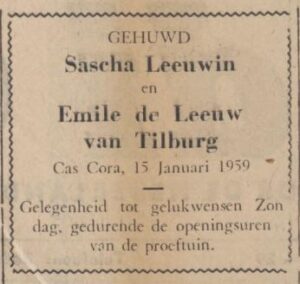 GEHUWD
Sascha Leeuwin
en
Emile de Leeuw
van Tilburg
Cas Cora, 15 Januari 1959
Gelegenheid tot gelukwensen Zon
dag, gedurende de openingsuren
van de proeftuin.